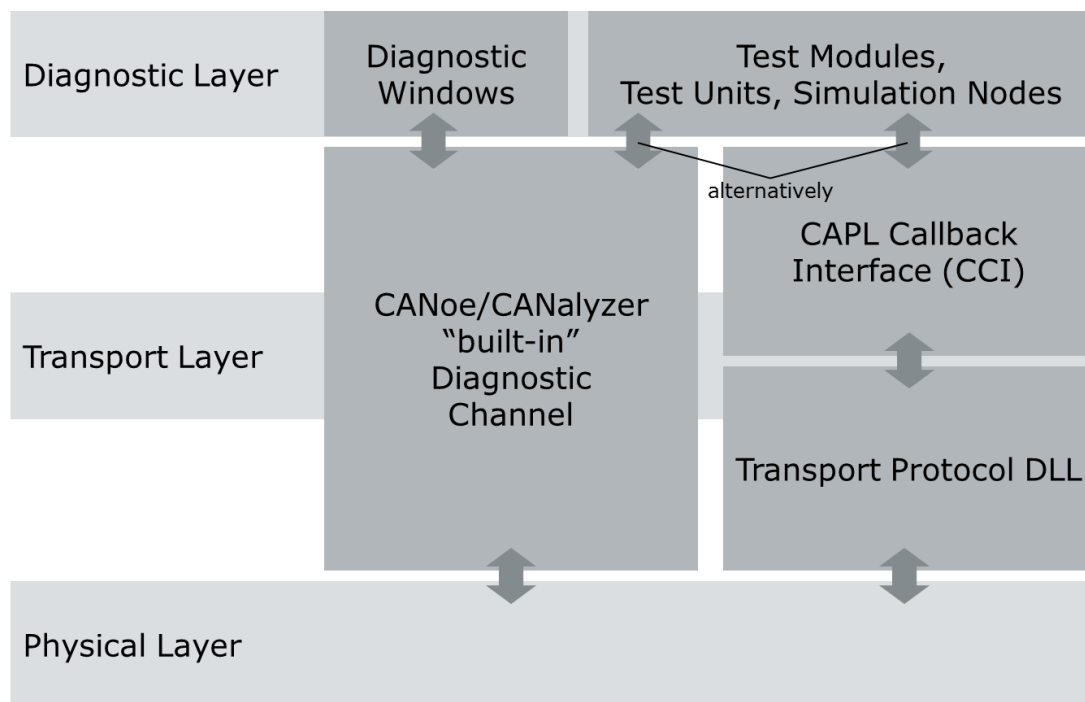 Diagnostic Layer
Diagnostic
Windows
Test Modules,
Test Units, Simulation Nodes
alternatively
CAPL Callback
Interface (CCI)
Transport Layer
CANoe/CANalyzer
“built-in”
Diagnostic
Channel
Transport Protocol DLL
Physical Layer